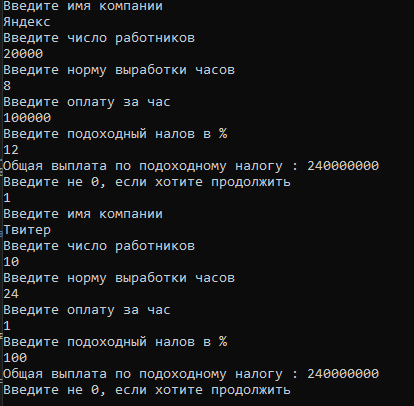 Введите имя компании
Яндекс
Введите число работников
20000
Введите норму выработки часов
8
Введите оплату за час
100000
Введите подоходный налов в %
12
Общая выплата по подоходному налогу : 240000000
Введите не 0, если хотите продолжить
1
Введите имя компании
Твитер
Введите число работников
10
Введите норму выработки часов
24
Введите оплату за час
1
Введите подоходный налов в %
100
Общая выплата по подоходному налогу : 240000000
Введите не 0, если хотите продолжить